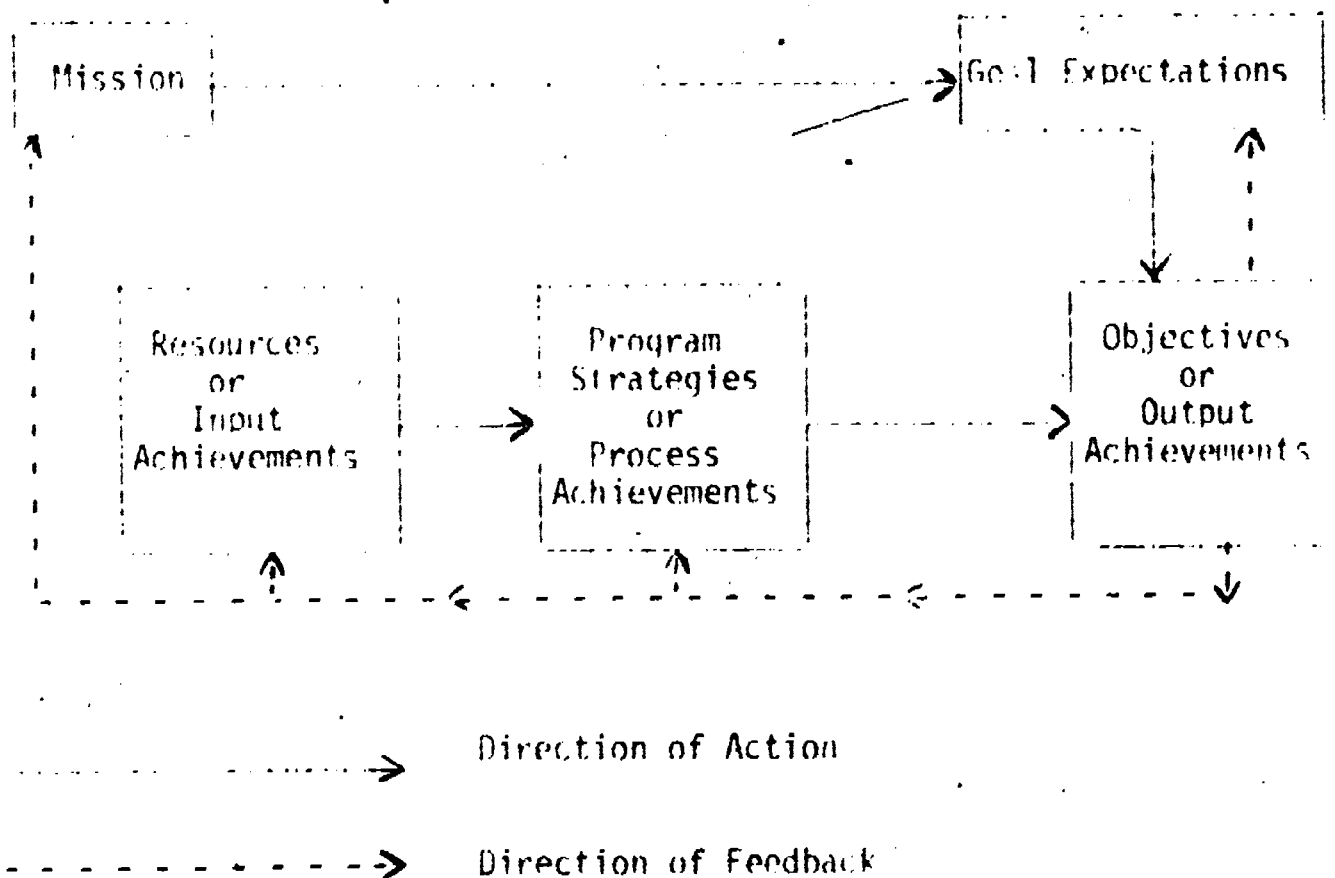 Mission
Goal Expectations
Resources
or
Input
Achievements
Program
Strategies
or
Process
Achievements
Objectives
or
Output
Achievements
Direction of Action
Direction of Feedback